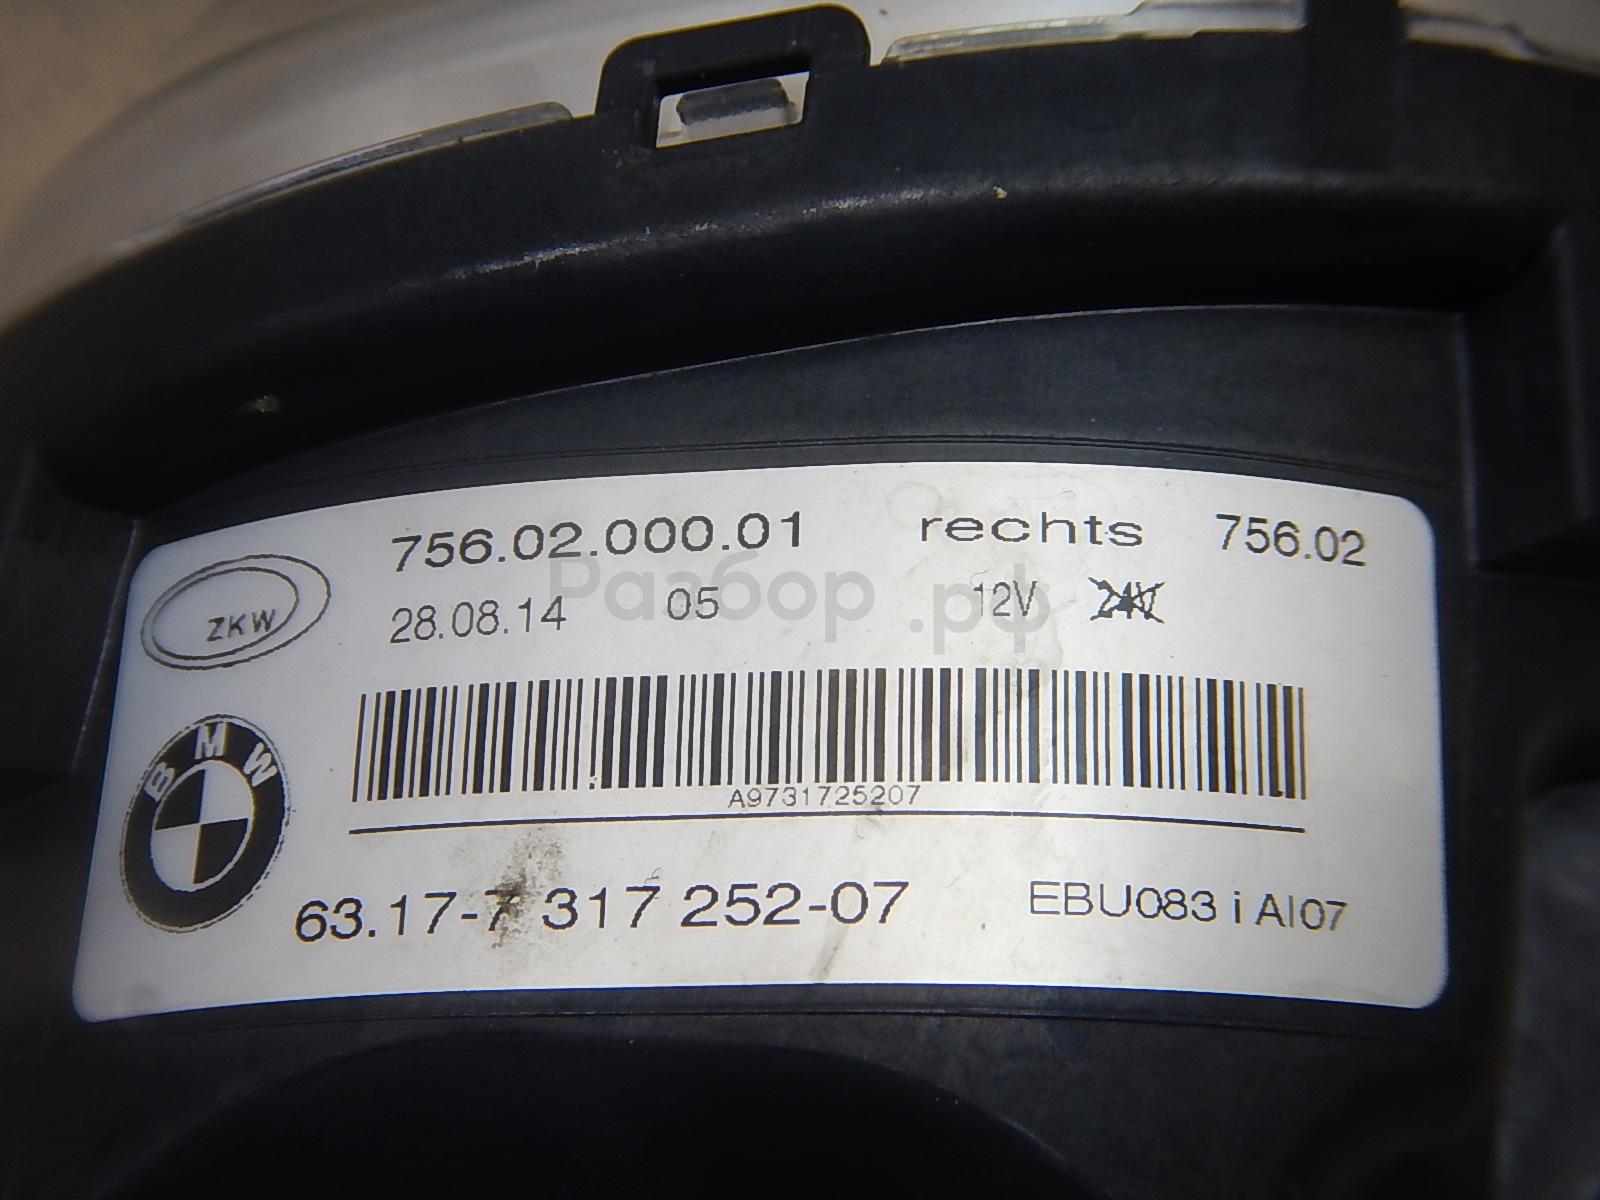 756.02.000.01 rechts 756.02
ZKW 28.08.14 05 12V 24V
Разбор.рф
BMW
A9731725207
63.17-7 317 252-07 EBU083 i AI07